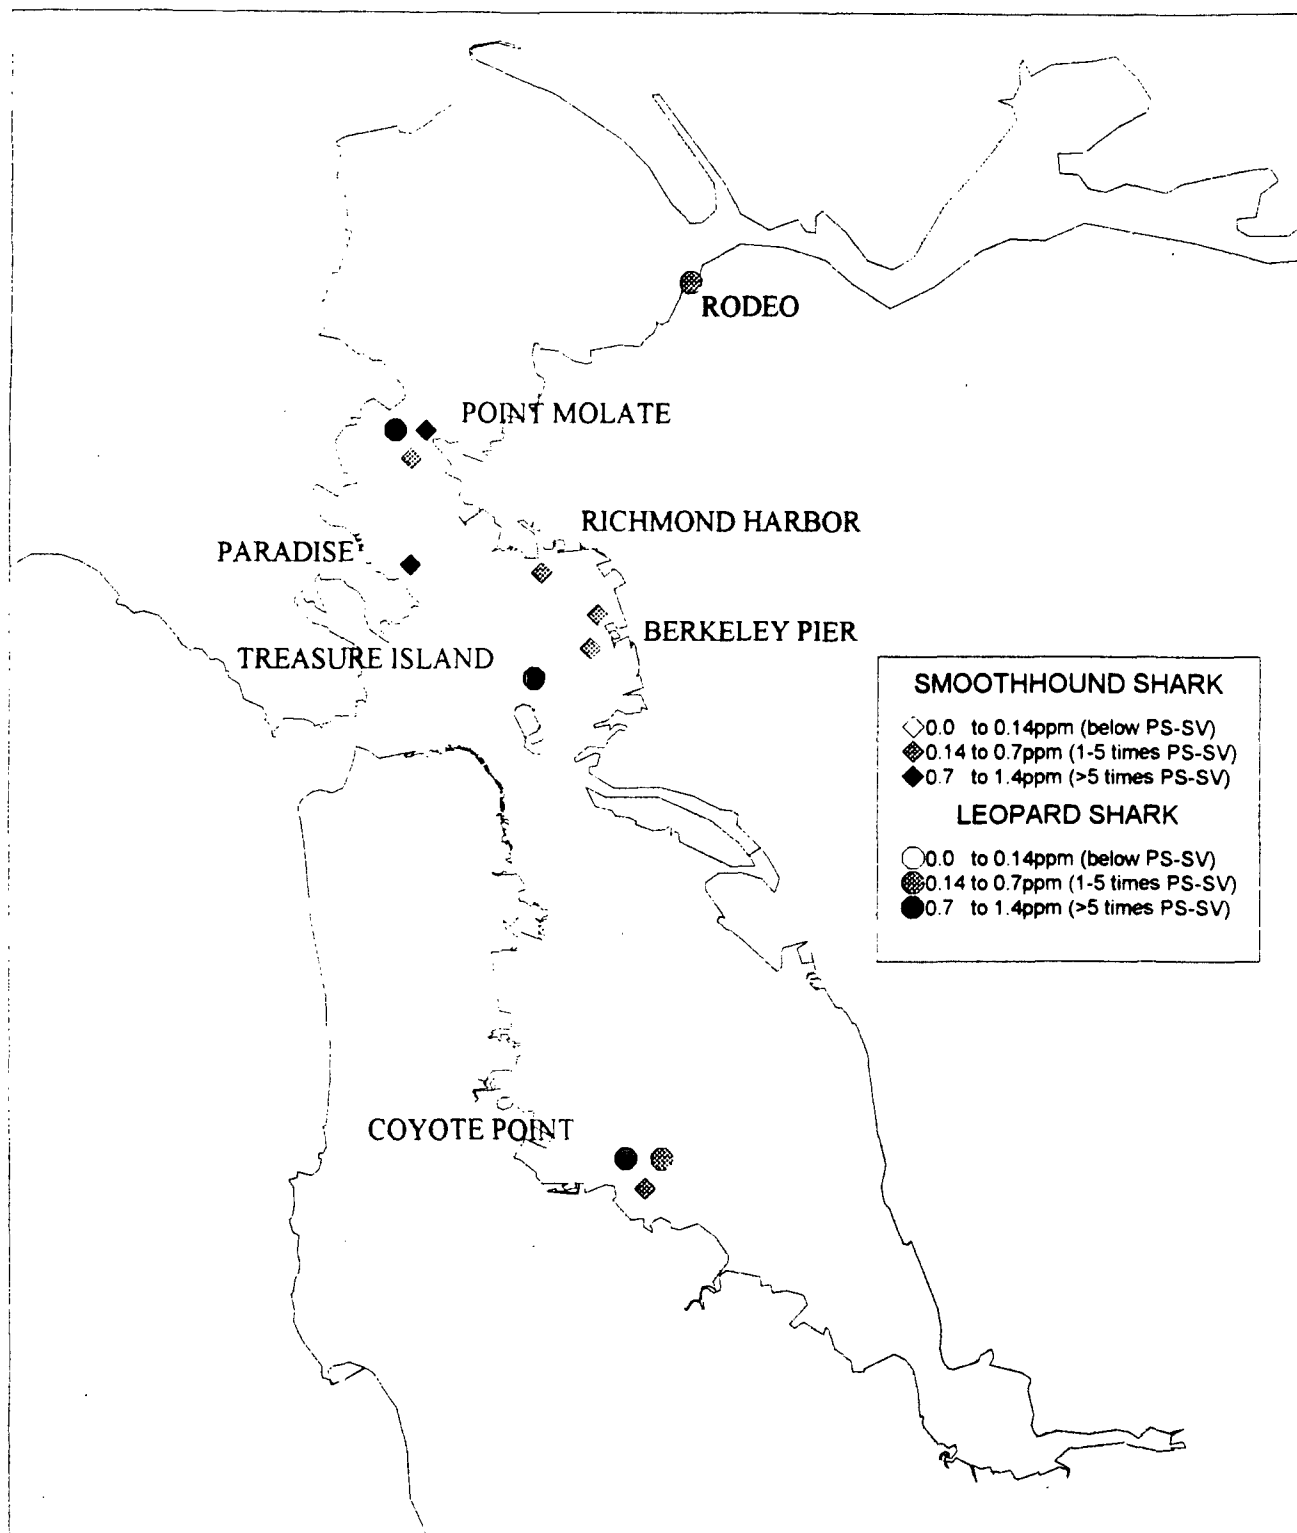 RODEO
POINT MOLATE
RICHMOND HARBOR
PARADISE
BERKELEY PIER
TREASURE ISLAND
SMOOTHHOUND SHARK
0.0 to 0.14ppm (below PS-SV)
0.14 to 0.7ppm (1-5 times PS-SV)
0.7 to 1.4ppm (>5 times PS-SV)
LEOPARD SHARK
0.0 to 0.14ppm (below PS-SV)
0.14 to 0.7ppm (1-5 times PS-SV)
0.7 to 1.4ppm (>5 times PS-SV)
COYOTE POINT